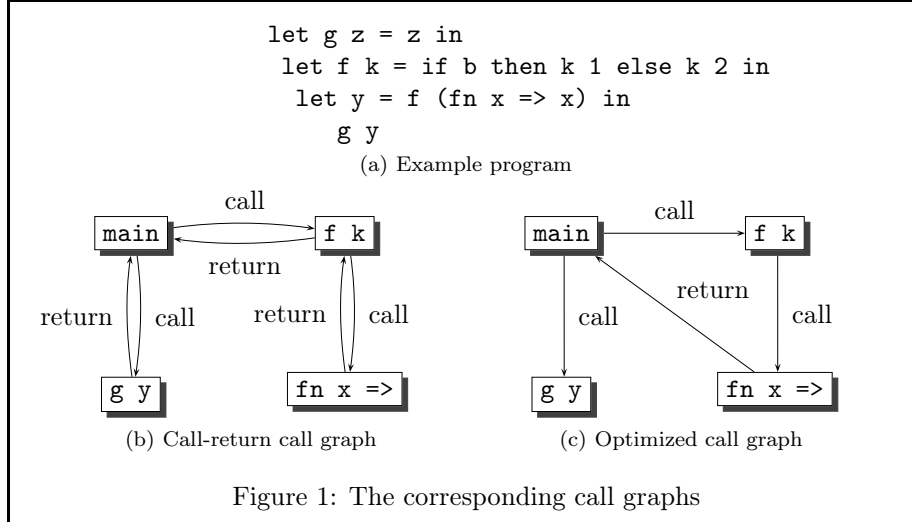 let g z = z in
let f k = if b then k 1 else k 2 in
let y = f (fn x => x) in
g y
(a) Example program
call
main
f k
return
return
call
return
call
g y
fn x =>
(b) Call-return call graph
call
main
f k
return
call
call
g y
fn x =>
(c) Optimized call graph
Figure 1: The corresponding call graphs